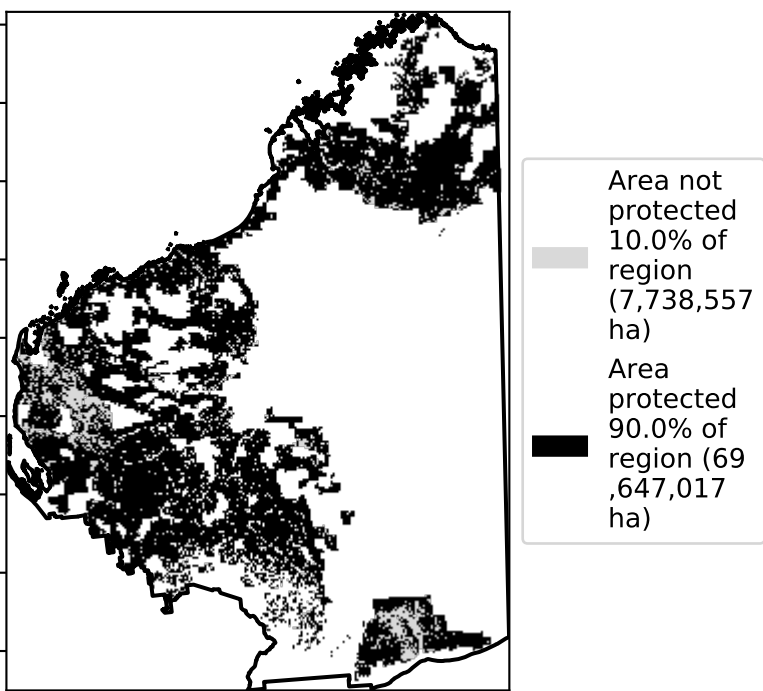 Area not
protected
10.0% of
region
(7,738,557
ha)
Area
protected
90.0% of
region (69
,647,017
ha)